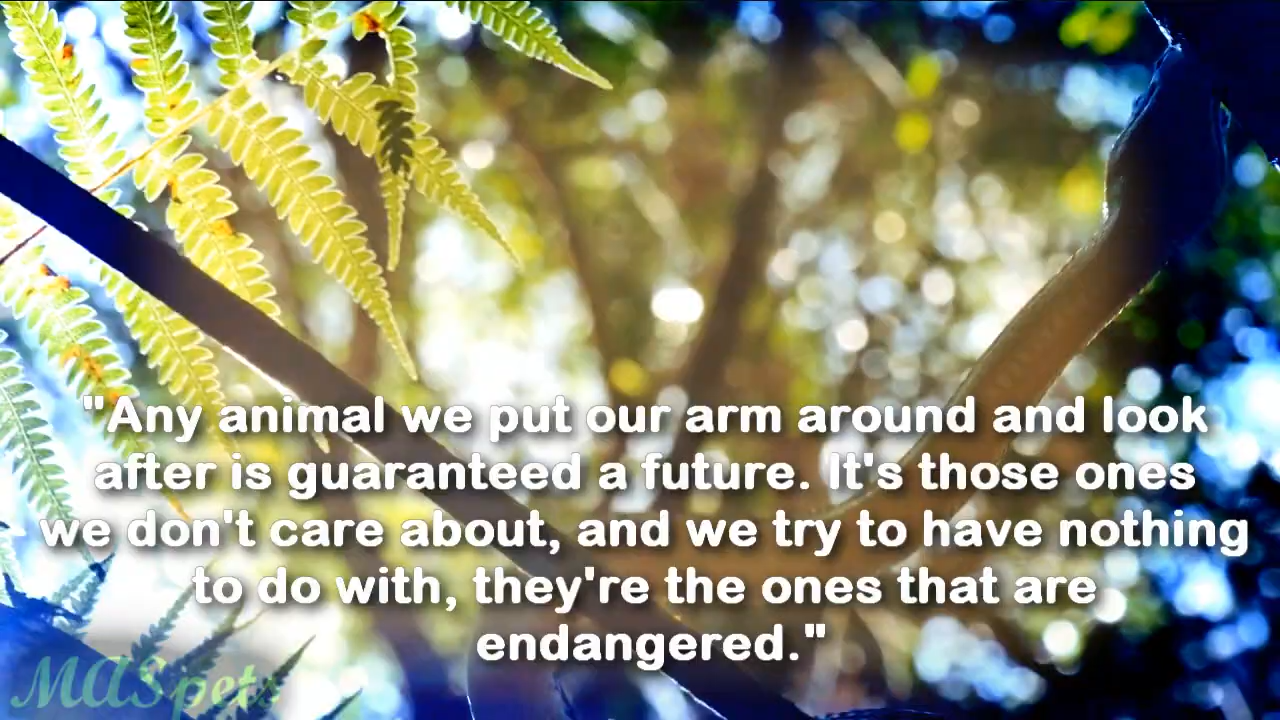 "Any animal we put our arm around and look
after is guaranteed a future. It's those ones
we don't care about, and we try to have nothing
to do with, they're the ones that are
endangered."
MASpets